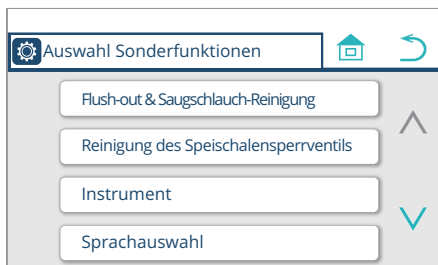 Auswahl Sonderfunktionen
Flush-out & Saugschlauch-Reinigung
Reinigung des Speischalensperrventils
Instrument
Sprachauswahl